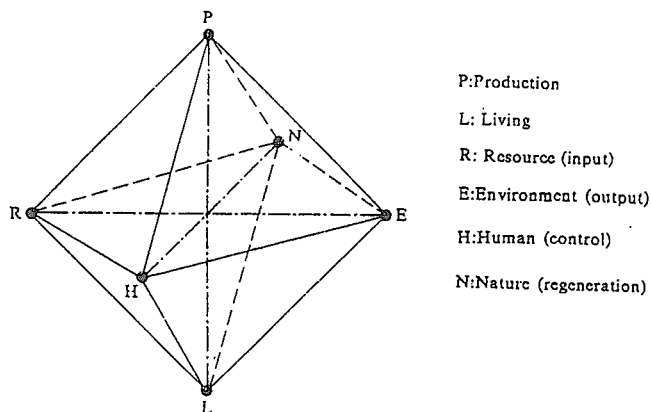 P
N
R
E
H
L
P:Production
L: Living
R: Resource (input)
E:Environment (output)
H:Human (control)
N:Nature (regeneration)